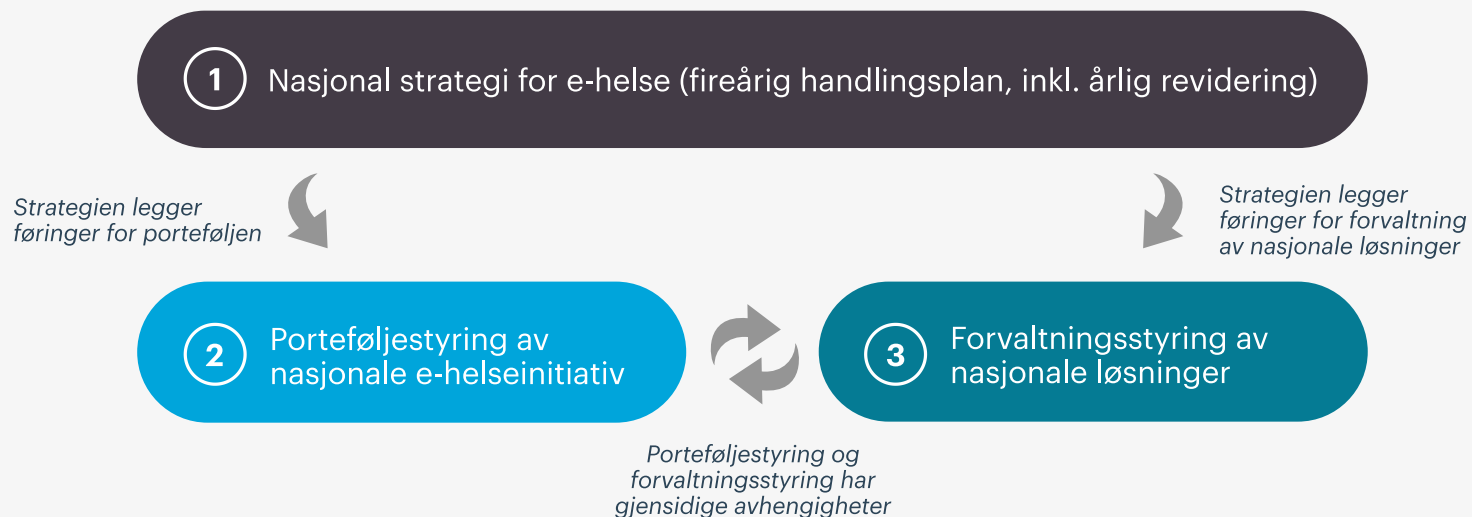 1 Nasjonal strategi for e-helse (fireårig handlingsplan, inkl. årlig revidering)
Strategien legger
føringer for porteføljen
Strategien legger
føringer for forvaltning
av nasjonale løsninger
2 Porteføljestyring av
nasjonale e-helseinitiativ
3 Forvaltningsstyring av
nasjonale løsninger
Porteføljestyring og
forvaltningsstyring har
gjensidige avhengigheter